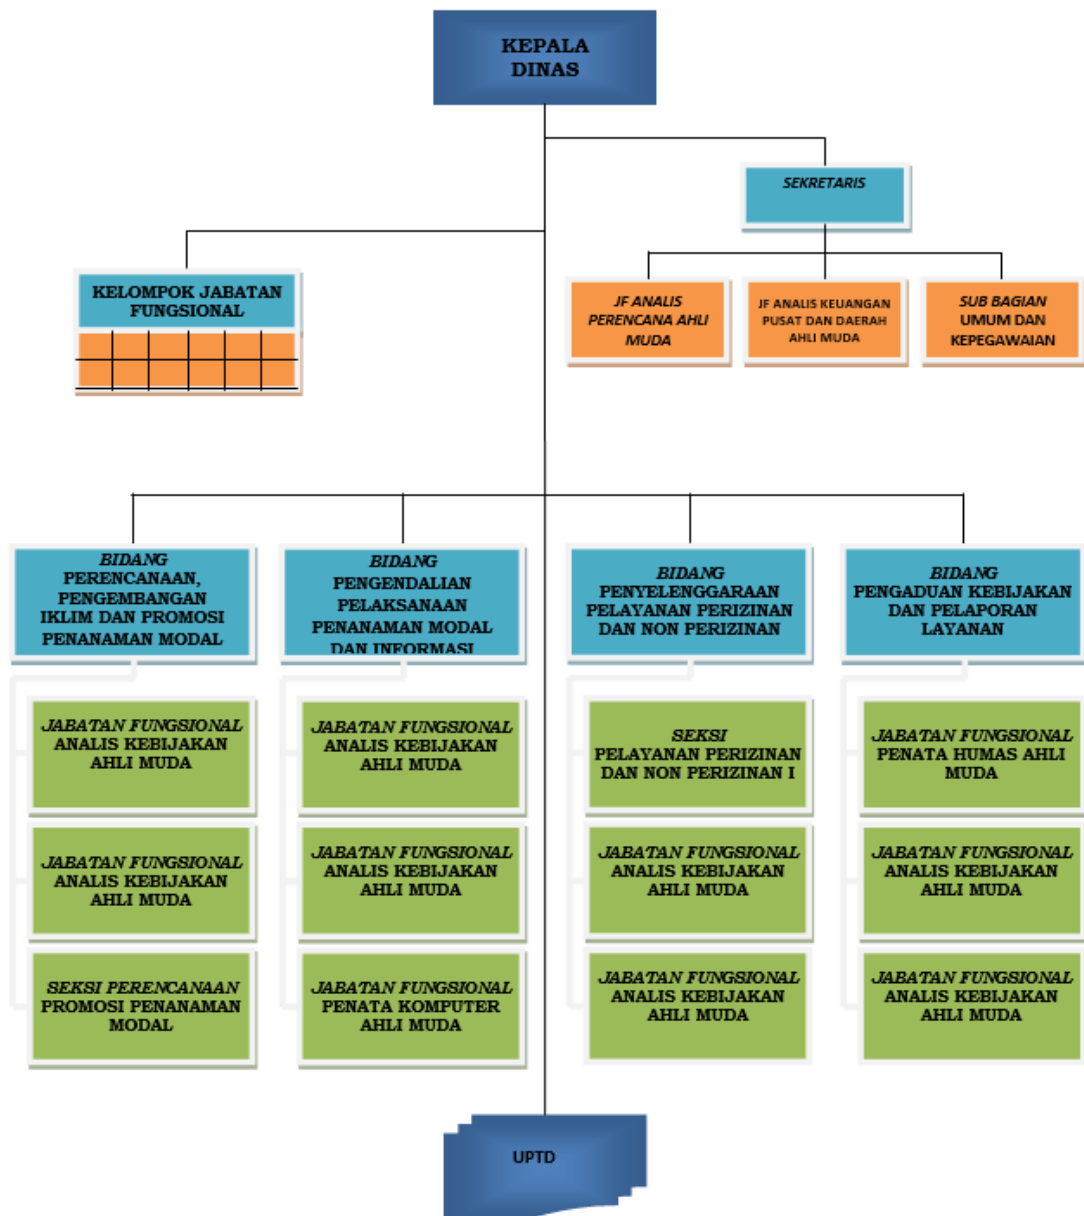 KEPALA
DINAS
SEKRETARIS
KELOMPOK JABATAN
FUNGSIONAL
JF ANALIS
PERENCANA AHLI
MUDA
JF ANALIS KEUANGAN
PUSAT DAN DAERAH
AHLI MUDA
SUB BAGIAN
UMUM DAN
KEPEGAWAIAN
BIDANG
PERENCANAAN,
PENGEMBANGAN
IKLIM DAN PROMOSI
PENANAMAN MODAL
BIDANG
PENGENDALIAN
PELAKSANAAN
PENANAMAN MODAL
DAN INFORMASI
BIDANG
PENYELENGGARAAN
PELAYANAN PERIZINAN
DAN NON PERIZINAN
BIDANG
PENGADUAN KEBIJAKAN
DAN PELAPORAN
LAYANAN
JABATAN FUNGSIONAL
ANALIS KEBIJAKAN
AHLI MUDA
JABATAN FUNGSIONAL
ANALIS KEBIJAKAN
AHLI MUDA
SEKSI
PELAYANAN PERIZINAN
DAN NON PERIZINAN I
JABATAN FUNGSIONAL
PENATA HUMAS AHLI
MUDA
JABATAN FUNGSIONAL
ANALIS KEBIJAKAN
AHLI MUDA
JABATAN FUNGSIONAL
ANALIS KEBIJAKAN
AHLI MUDA
JABATAN FUNGSIONAL
ANALIS KEBIJAKAN
AHLI MUDA
JABATAN FUNGSIONAL
ANALIS KEBIJAKAN
AHLI MUDA
SEKSI PERENCANAAN
PROMOSI PENANAMAN
MODAL
JABATAN FUNGSIONAL
PENATA KOMPUTER
AHLI MUDA
JABATAN FUNGSIONAL
ANALIS KEBIJAKAN
AHLI MUDA
JABATAN FUNGSIONAL
ANALIS KEBIJAKAN
AHLI MUDA
UPTD